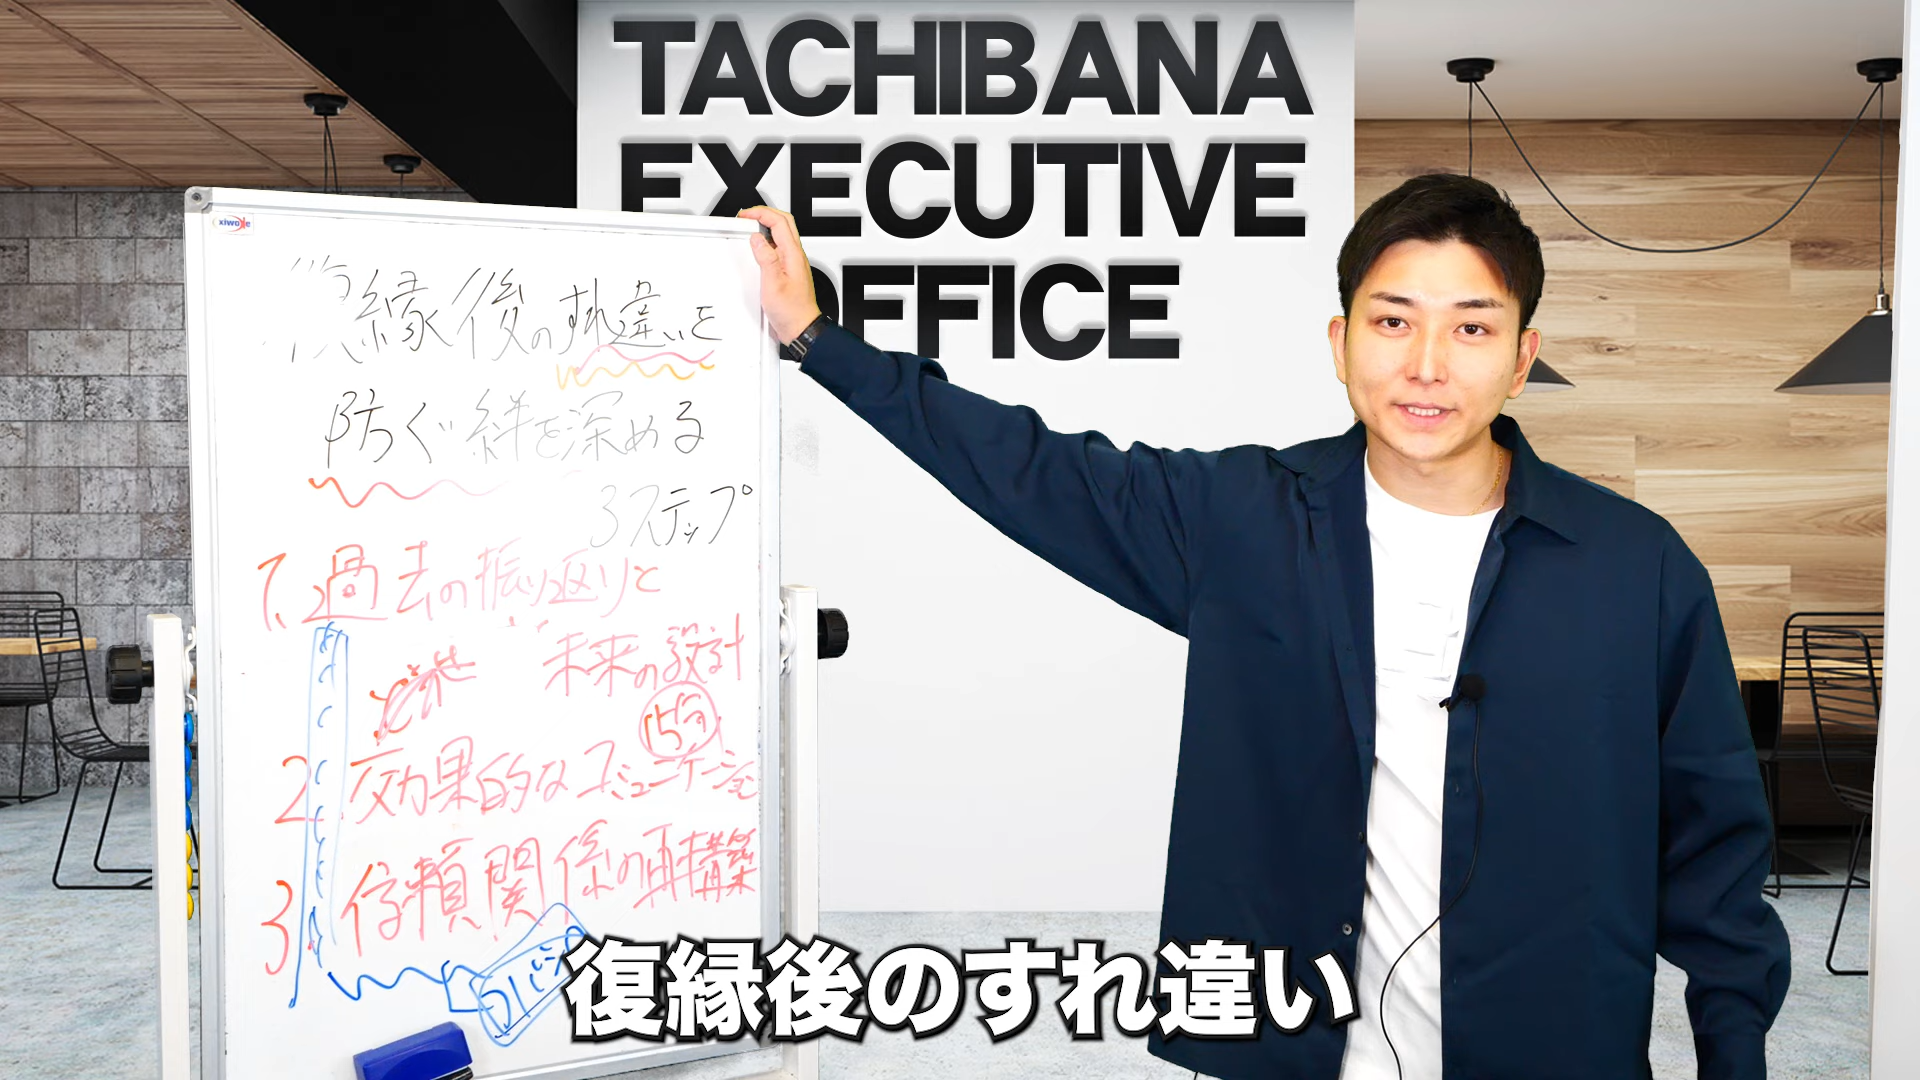 TACHIBANA
EXECUTIVE
OFFICE
復縁後のすれ違いを
防ぐ絆を深める
3ステップ
1. 過去の振り返りと
未来の設計
2. 効果的なコミュニケーション
3. 信頼関係の再構築
復縁後のすれ違い